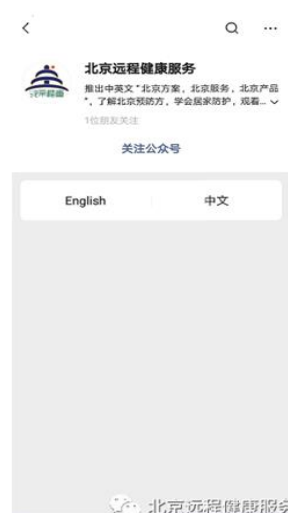 北京远程健康服务
推出中英文“北京方案，北京服务，北京产品
”，了解北京预防方，学会居家防护，观看...
1位朋友关注
关注公众号
English 中文
北京远程健康服务